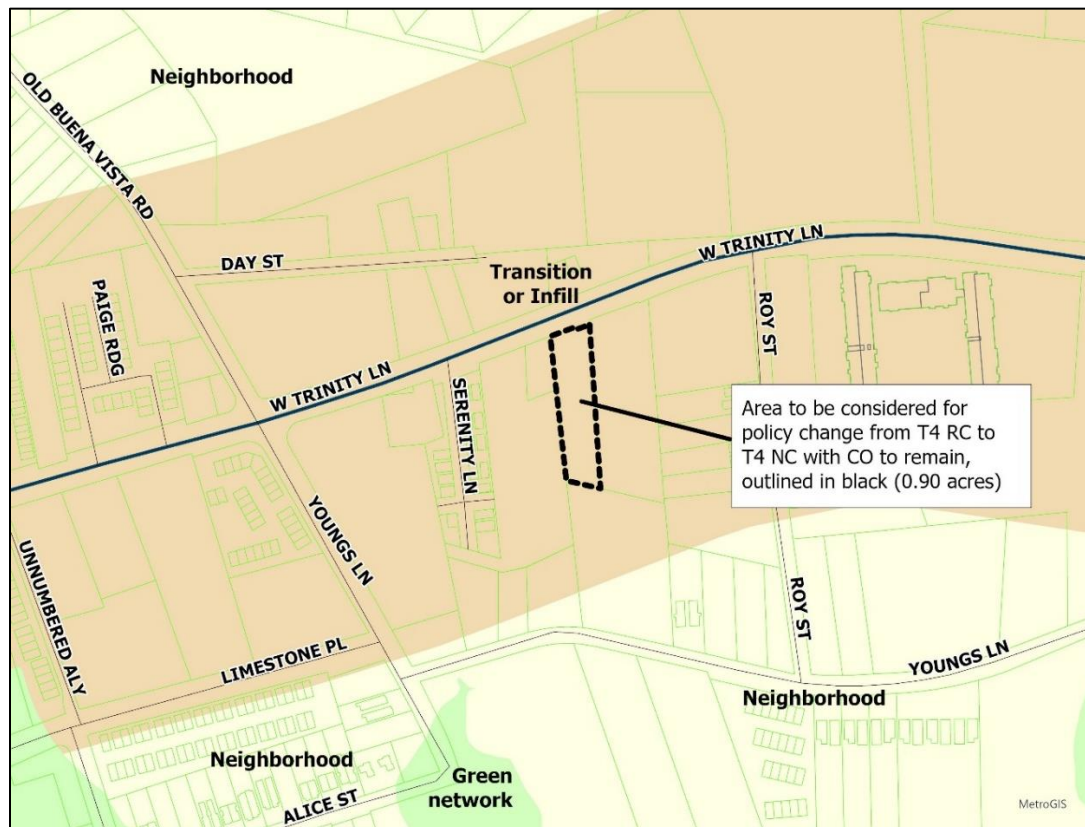 Neighborhood
OLD BUENA VISTA RD
W TRINITY LN
DAY ST
Transition
or Infill
PAIGE RDG
ROY ST
W TRINITY LN
SERENITY LN
Area to be considered for
policy change from T4 RC to
T4 NC with CO to remain,
outlined in black (0.90 acres)
YOUNGS LN
UNNUMBERED ALY
ROY ST
LIMESTONE PL
YOUNGS LN
Neighborhood
Neighborhood
Green
network
ALICE ST
MetroGIS